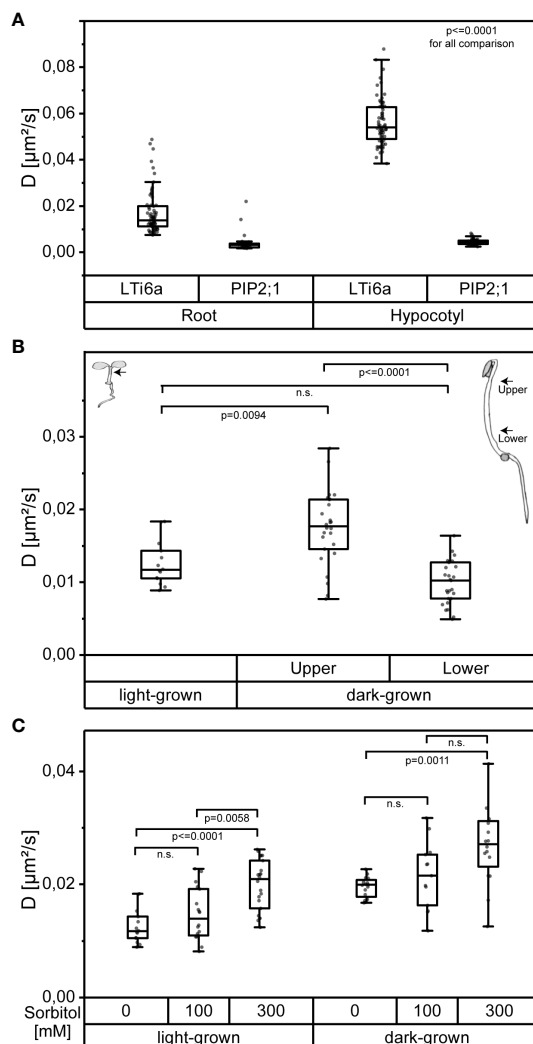 A
p<=0.0001
for all comparison
0,08
0,06
0,04
0,02
0,00
D [µm²/s]
LTi6a
PIP2;1
LTi6a
PIP2;1
Root
Hypocotyl
B
p<=0.0001
n.s.
p=0.0094
Upper
Lower
0,03
0,02
0,01
0,00
D [µm²/s]
Upper
Lower
light-grown
dark-grown
C
n.s.
p=0.0011
p=0.0058
p<=0.0001
n.s.
n.s.
0,04
0,02
0,00
D [µm²/s]
Sorbitol
[mM]
0
100
300
0
100
300
light-grown
dark-grown